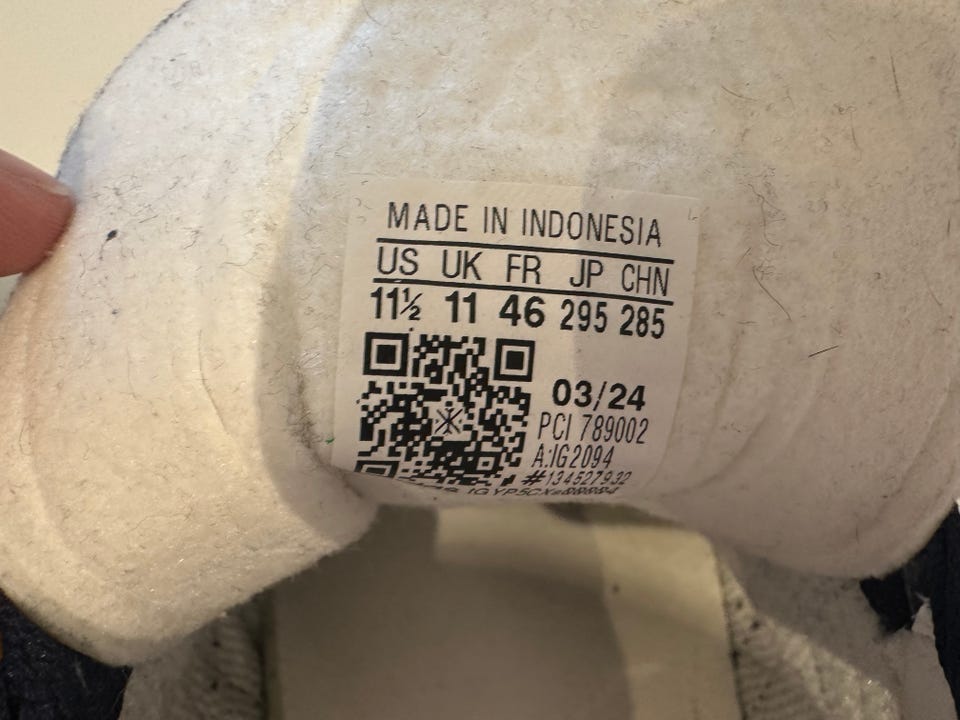 MADE IN INDONESIA
US UK FR JP CHN
11½ 11 46 295 285
03/24
PCI 789002
A:IG2094
#134527932